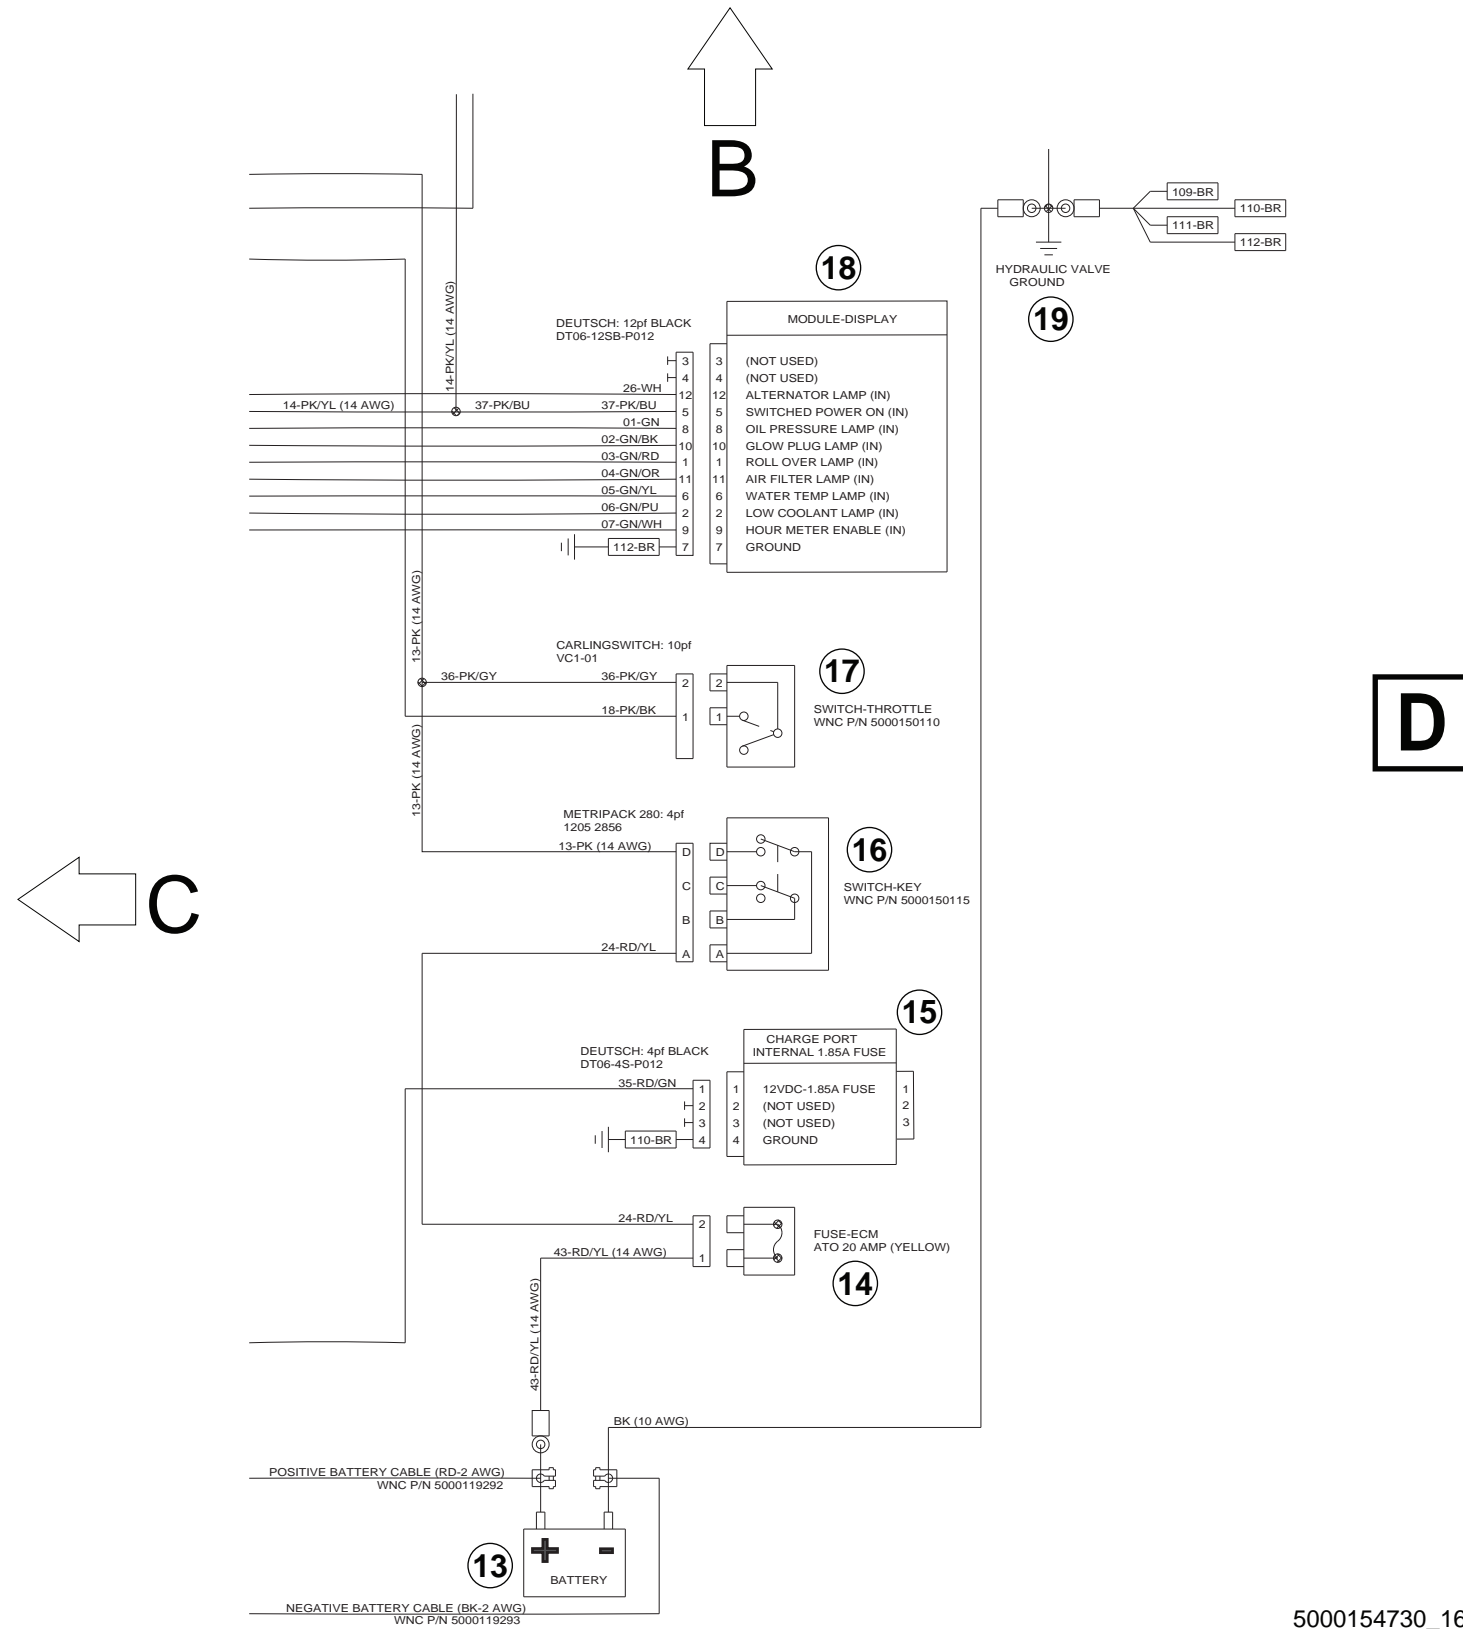 B
109-BR
110-BR
111-BR
112-BR
HYDRAULIC VALVE
GROUND
19
18
14-PK/YL (14 AWG)
DEUTSCH: 12pf BLACK
DT06-12SB-P012
MODULE-DISPLAY
3 3 (NOT USED)
4 4 (NOT USED)
26-WH 12 12 ALTERNATOR LAMP (IN)
14-PK/YL (14 AWG) 37-PK/BU 37-PK/BU 5 5 SWITCHED POWER ON (IN)
01-GN 8 8 OIL PRESSURE LAMP (IN)
02-GN/BK 10 10 GLOW PLUG LAMP (IN)
03-GN/RD 1 1 ROLL OVER LAMP (IN)
04-GN/OR 11 11 AIR FILTER LAMP (IN)
05-GN/YL 6 6 WATER TEMP LAMP (IN)
06-GN/PU 2 2 LOW COOLANT LAMP (IN)
07-GN/WH 9 9 HOUR METER ENABLE (IN)
112-BR 7 7 GROUND
13-PK (14 AWG)
CARLINGSWITCH: 10pf
VC1-01
36-PK/GY 36-PK/GY 2 2
18-PK/BK 1 1
17
SWITCH-THROTTLE
WNC P/N 5000150110
D
13-PK (14 AWG)
METRIPACK 280: 4pf
1205 2856
13-PK (14 AWG) D D
C C
B B
24-RD/YL A A
16
SWITCH-KEY
WNC P/N 5000150115
C
15
CHARGE PORT
INTERNAL 1.85A FUSE
DEUTSCH: 4pf BLACK
DT06-4S-P012
35-RD/GN 1 1 12VDC-1.85A FUSE 1
2 2 (NOT USED) 2
3 3 (NOT USED) 3
110-BR 4 4 GROUND
24-RD/YL 2
43-RD/YL (14 AWG) 1
FUSE-ECM
ATO 20 AMP (YELLOW)
14
43-RD/YL (14 AWG)
BK (10 AWG)
POSITIVE BATTERY CABLE (RD-2 AWG)
WNC P/N 5000119292
13
+ -
BATTERY
NEGATIVE BATTERY CABLE (BK-2 AWG)
WNC P/N 5000119293
5000154730_16